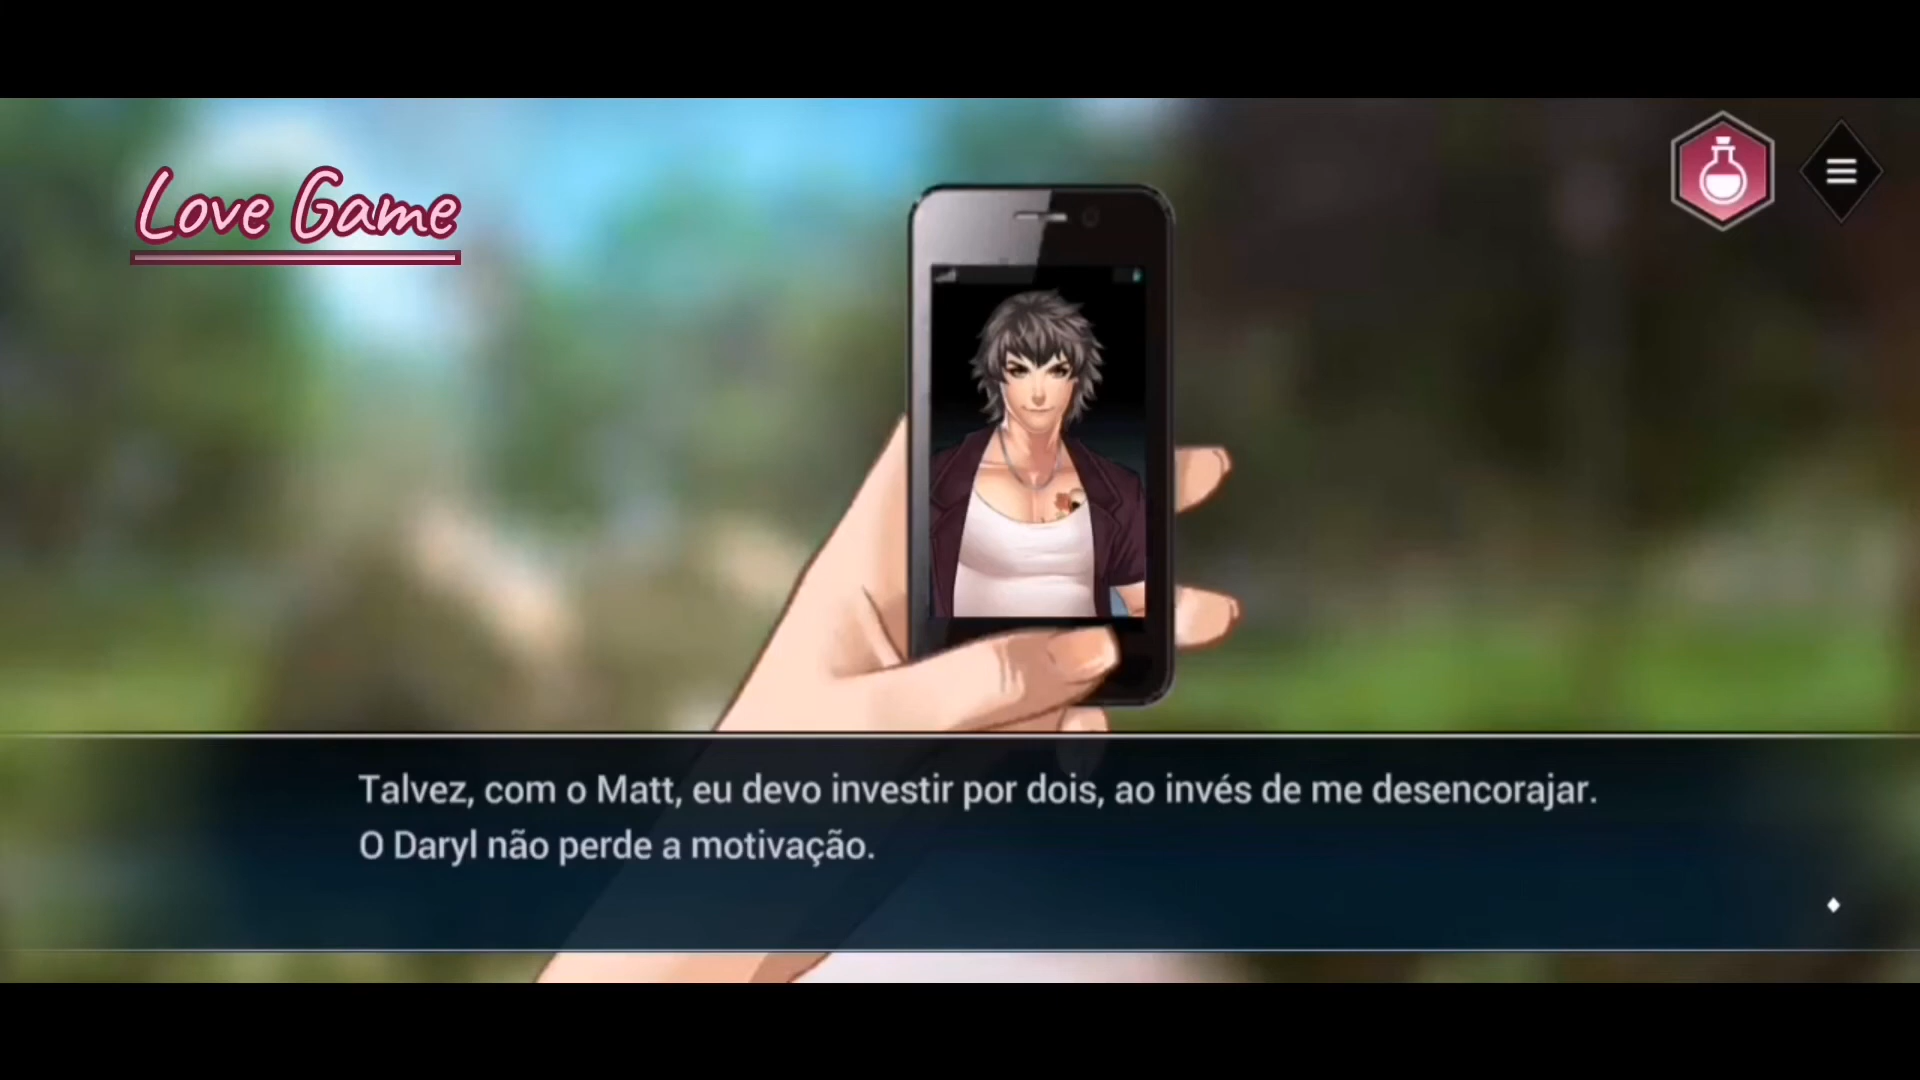 Love Game
Talvez, com o Matt, eu devo investir por dois, ao invés de me desencorajar.
O Daryl não perde a motivação.